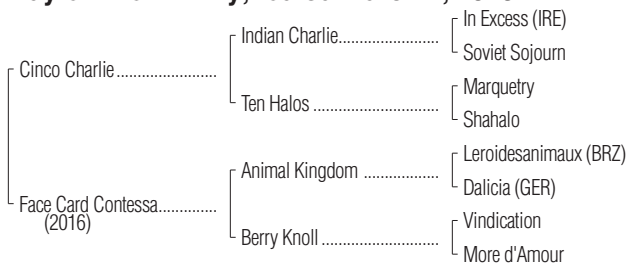 In Excess (IRE)
Indian Charlie
Soviet Sojourn
Cinco Charlie
Marquetry
Ten Halos
Shahalo
Leroidesanimaux (BRZ)
Animal Kingdom
Dalicia (GER)
Face Card Contessa
(2016)
Vindication
Berry Knoll
More d'Amour